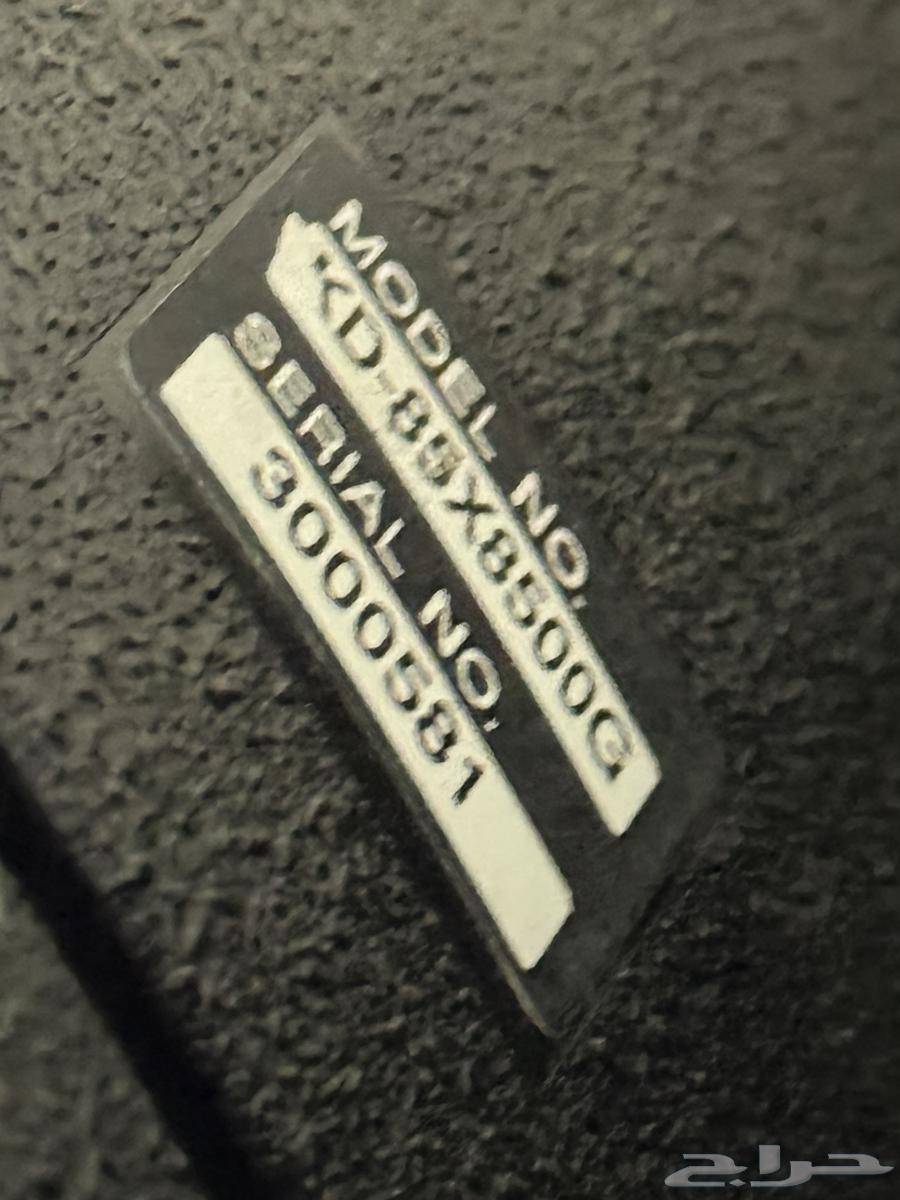 MODEL NO.
KD-85X8500G
SERIAL NO.
3000581
حراج